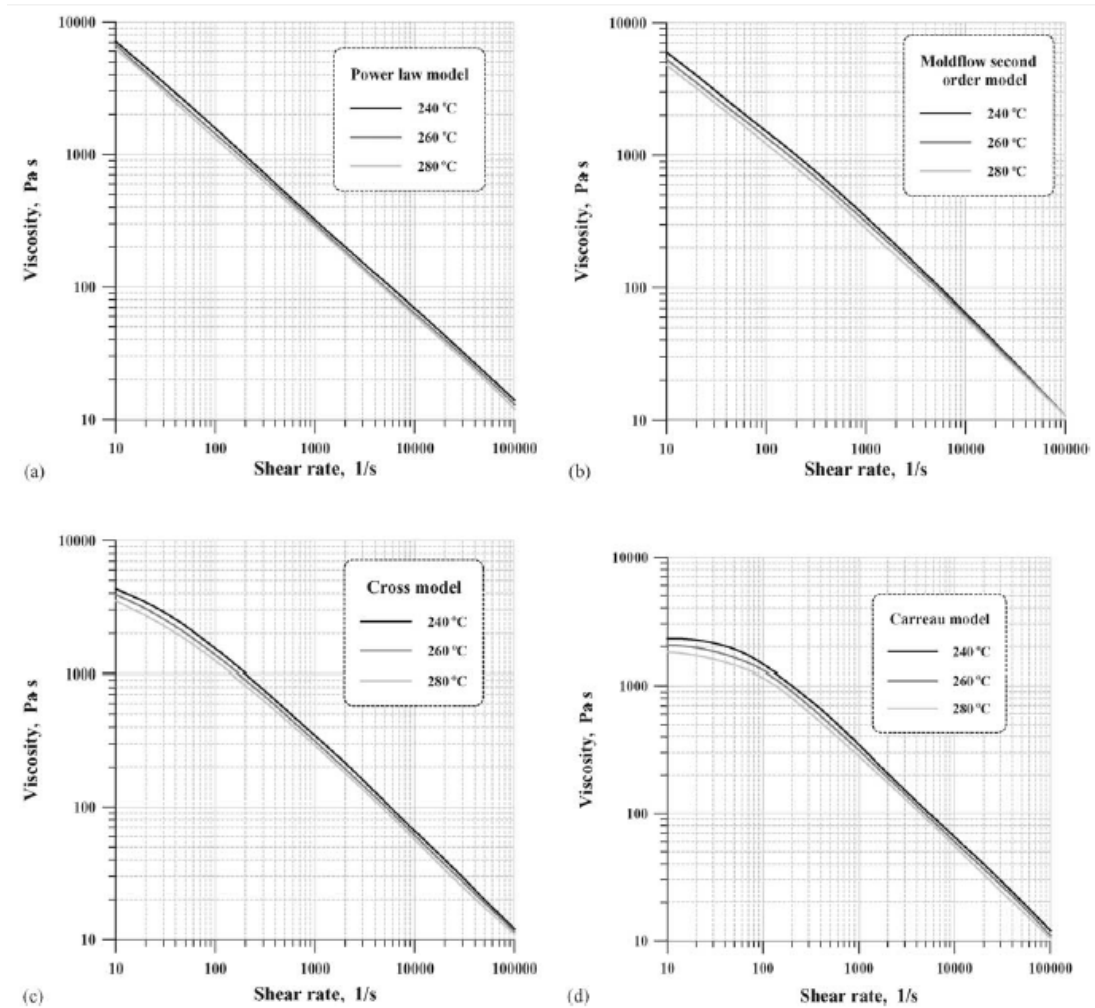 10000
1000
100
10
Viscosity, Pa·s
Power law model
240 °C
260 °C
280 °C
10 100 1000 10000 100000
(a)
Shear rate, 1/s
10000
1000
100
10
Viscosity, Pa·s
Moldflow second
order model
240 °C
260 °C
280 °C
10 100 1000 10000 100000
(b)
Shear rate, 1/s
10000
1000
100
10
Viscosity, Pa·s
Cross model
240 °C
260 °C
280 °C
10 100 1000 10000 100000
(c)
Shear rate, 1/s
10000
1000
100
10
Viscosity, Pa·s
Carreau model
240 °C
260 °C
280 °C
10 100 1000 10000 100000
Shear rate, 1/s
(d)